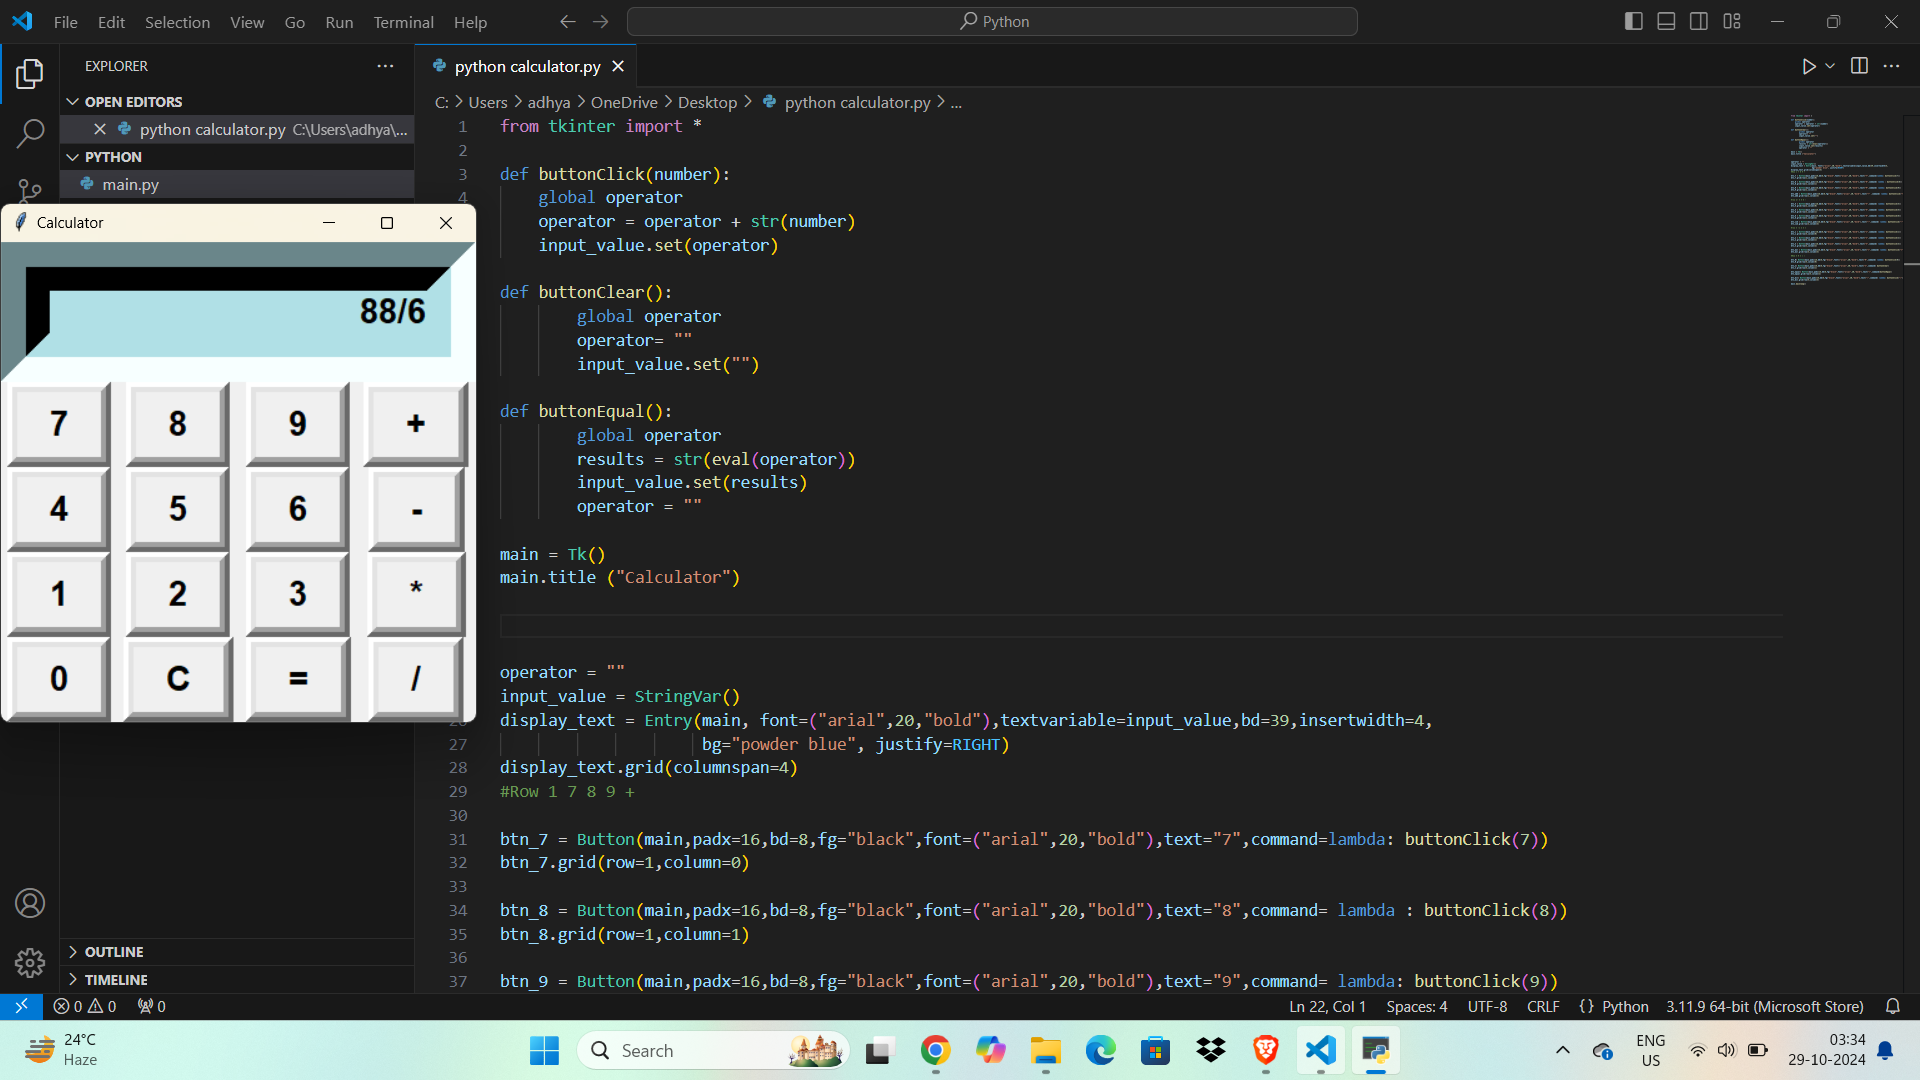 File Edit Selection View Go Run Terminal Help
Python
EXPLORER
python calculator.py
OPEN EDITORS
python calculator.py C:\Users\adhya\...
PYTHON
main.py
C: > Users > adhya > OneDrive > Desktop > python calculator.py > ...
1 from tkinter import *
2
3 def buttonClick(number):
4 global operator
operator = operator + str(number)
input_value.set(operator)
def buttonClear():
global operator
operator= ""
input_value.set("")
def buttonEqual():
global operator
results = str(eval(operator))
input_value.set(results)
operator = ""
main = Tk()
main.title ("Calculator")
operator = ""
input_value = StringVar()
display_text = Entry(main, font=("arial",20,"bold"),textvariable=input_value,bd=39,insertwidth=4,
27 bg="powder blue", justify=RIGHT)
28 display_text.grid(columnspan=4)
29 #Row 1 7 8 9 +
30
31 btn_7 = Button(main,padx=16,bd=8,fg="black",font=("arial",20,"bold"),text="7",command=lambda: buttonClick(7))
32 btn_7.grid(row=1,column=0)
33
34 btn_8 = Button(main,padx=16,bd=8,fg="black",font=("arial",20,"bold"),text="8",command= lambda : buttonClick(8))
35 btn_8.grid(row=1,column=1)
36
37 btn_9 = Button(main,padx=16,bd=8,fg="black",font=("arial",20,"bold"),text="9",command= lambda: buttonClick(9))
Calculator
88/6
7 8 9 +
4 5 6 -
1 2 3 *
0 C = /
OUTLINE
TIMELINE
0 0 0
Ln 22, Col 1 Spaces: 4 UTF-8 CRLF {} Python 3.11.9 64-bit (Microsoft Store)
24°C
Haze
Search
ENG
US
03:34
29-10-2024